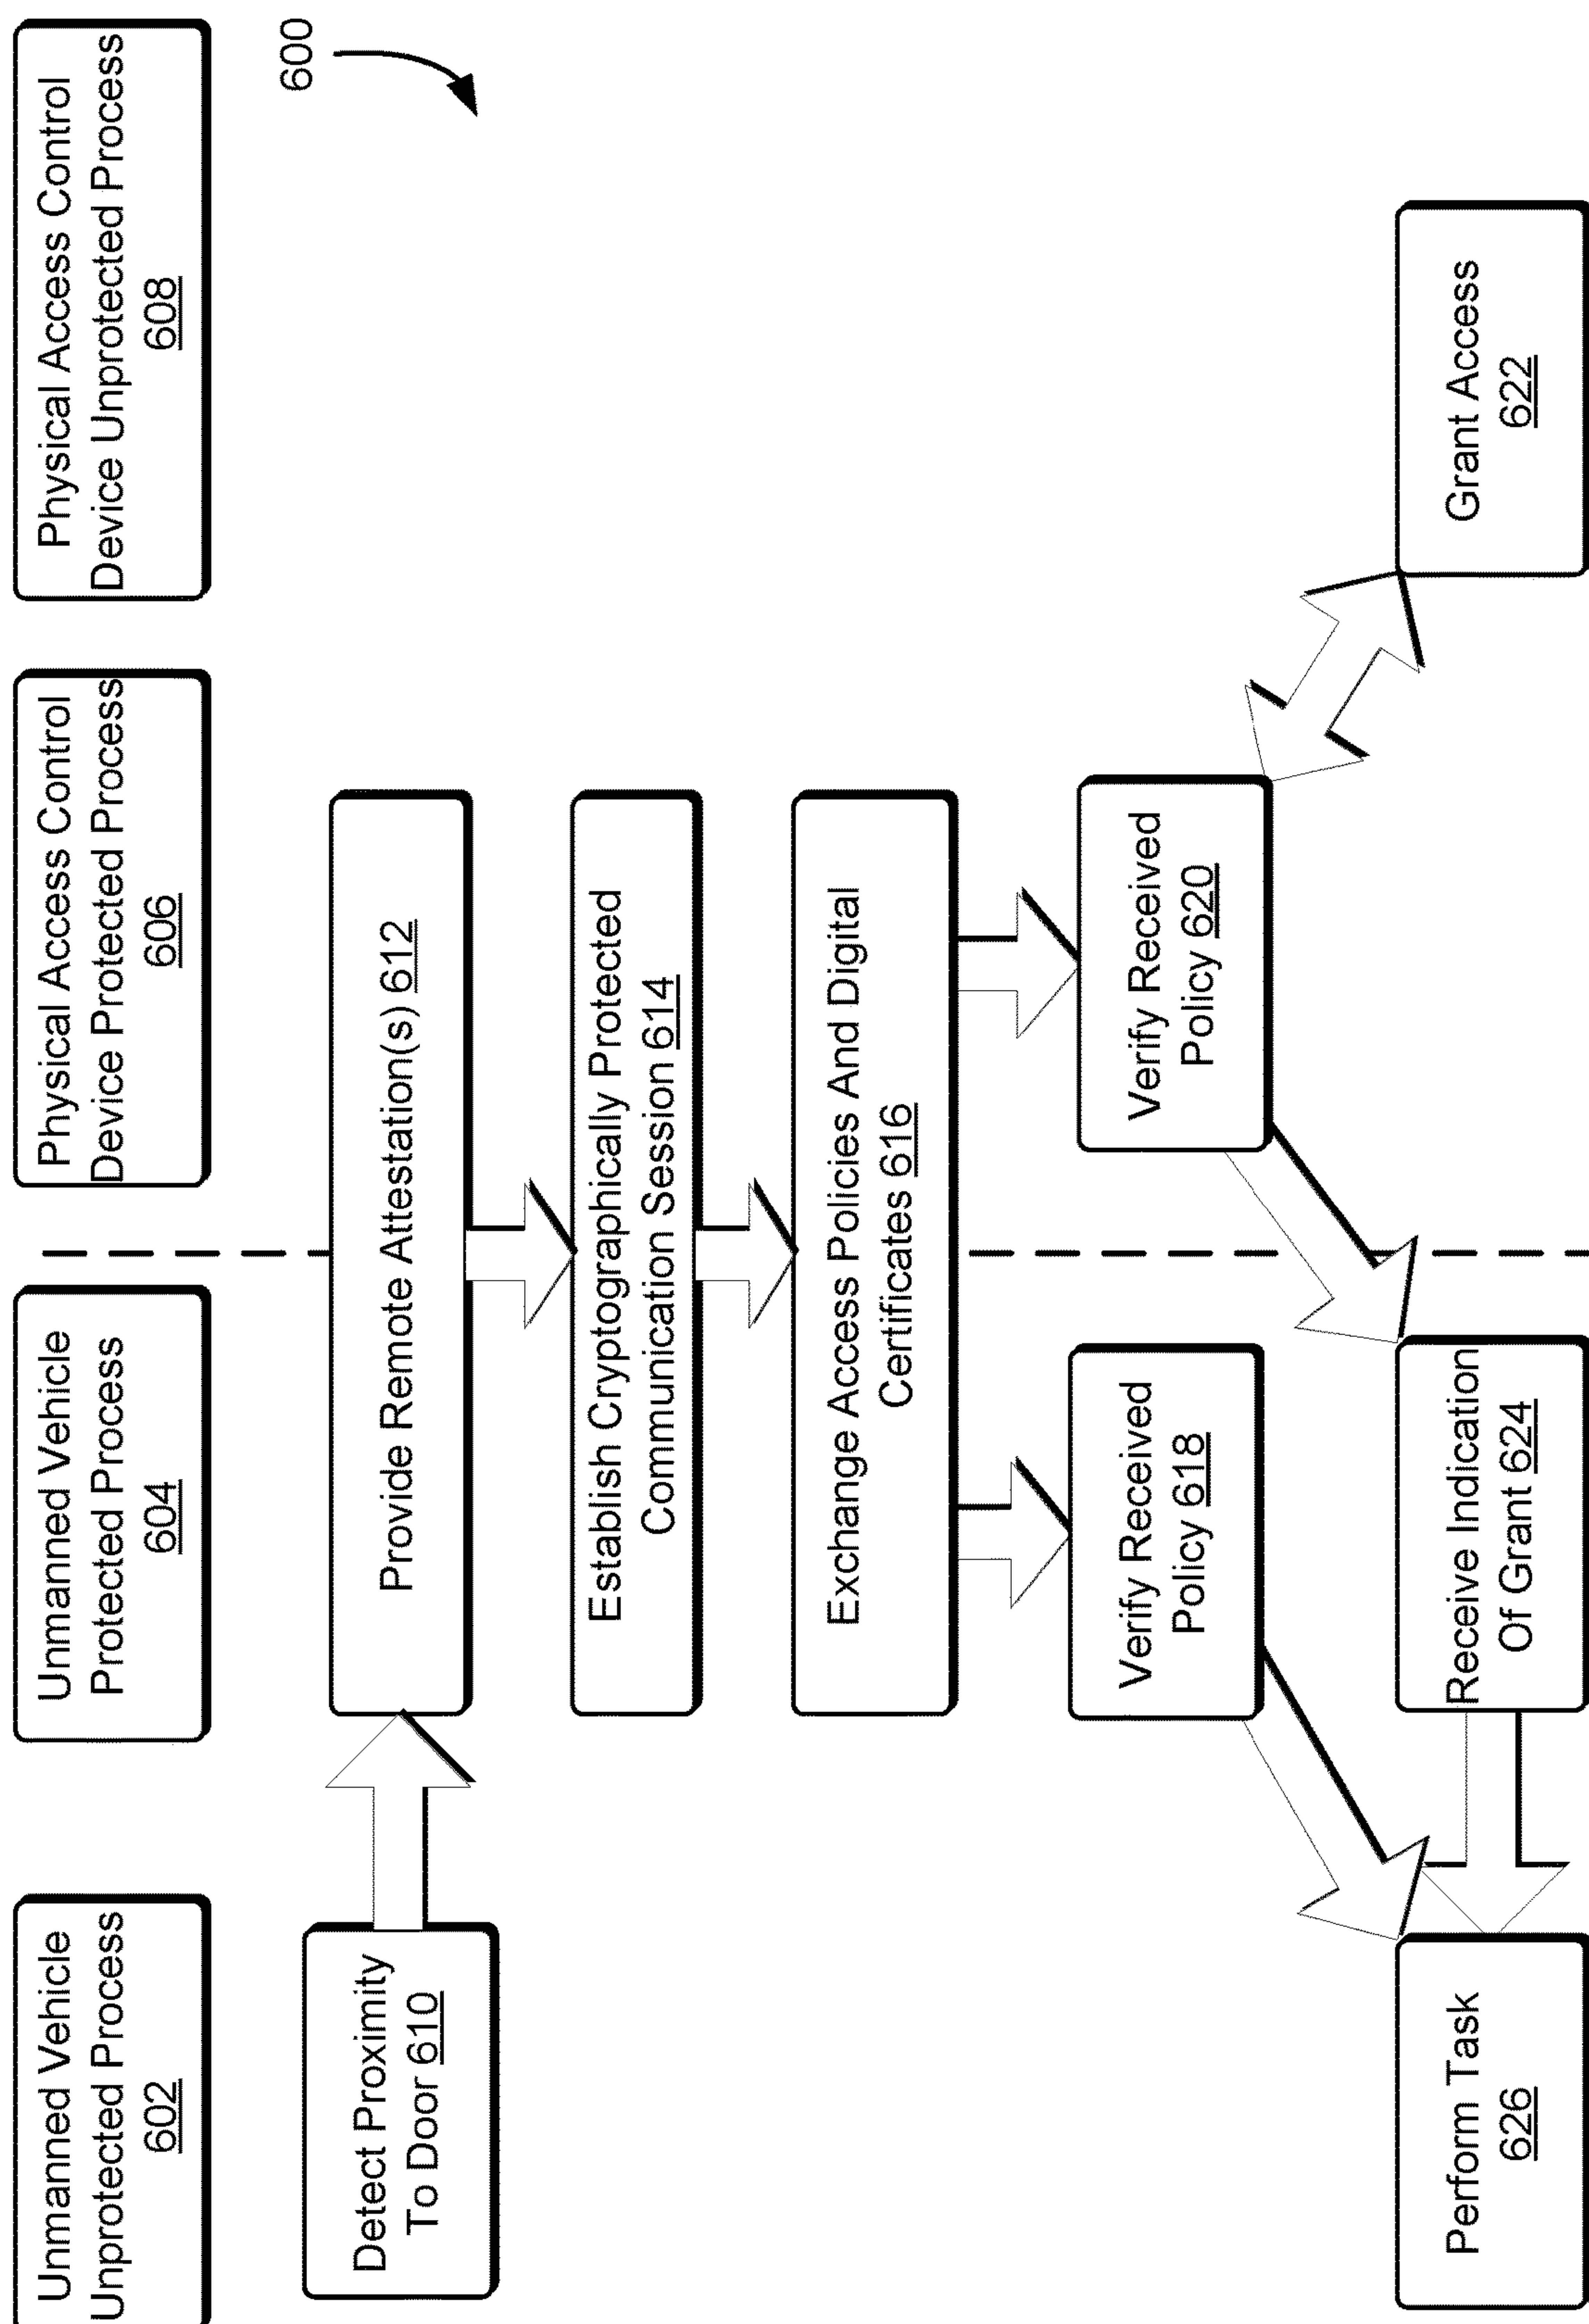 600
Unmanned Vehicle
Unprotected Process
602
Unmanned Vehicle
Protected Process
604
Physical Access Control
Device Protected Process
606
Physical Access Control
Device Unprotected Process
608
Detect Proximity
To Door 610
Provide Remote Attestation(s) 612
Establish Cryptographically Protected
Communication Session 614
Exchange Access Policies And Digital
Certificates 616
Verify Received
Policy 618
Verify Received
Policy 620
Perform Task
626
Receive Indication
Of Grant 624
Grant Access
622